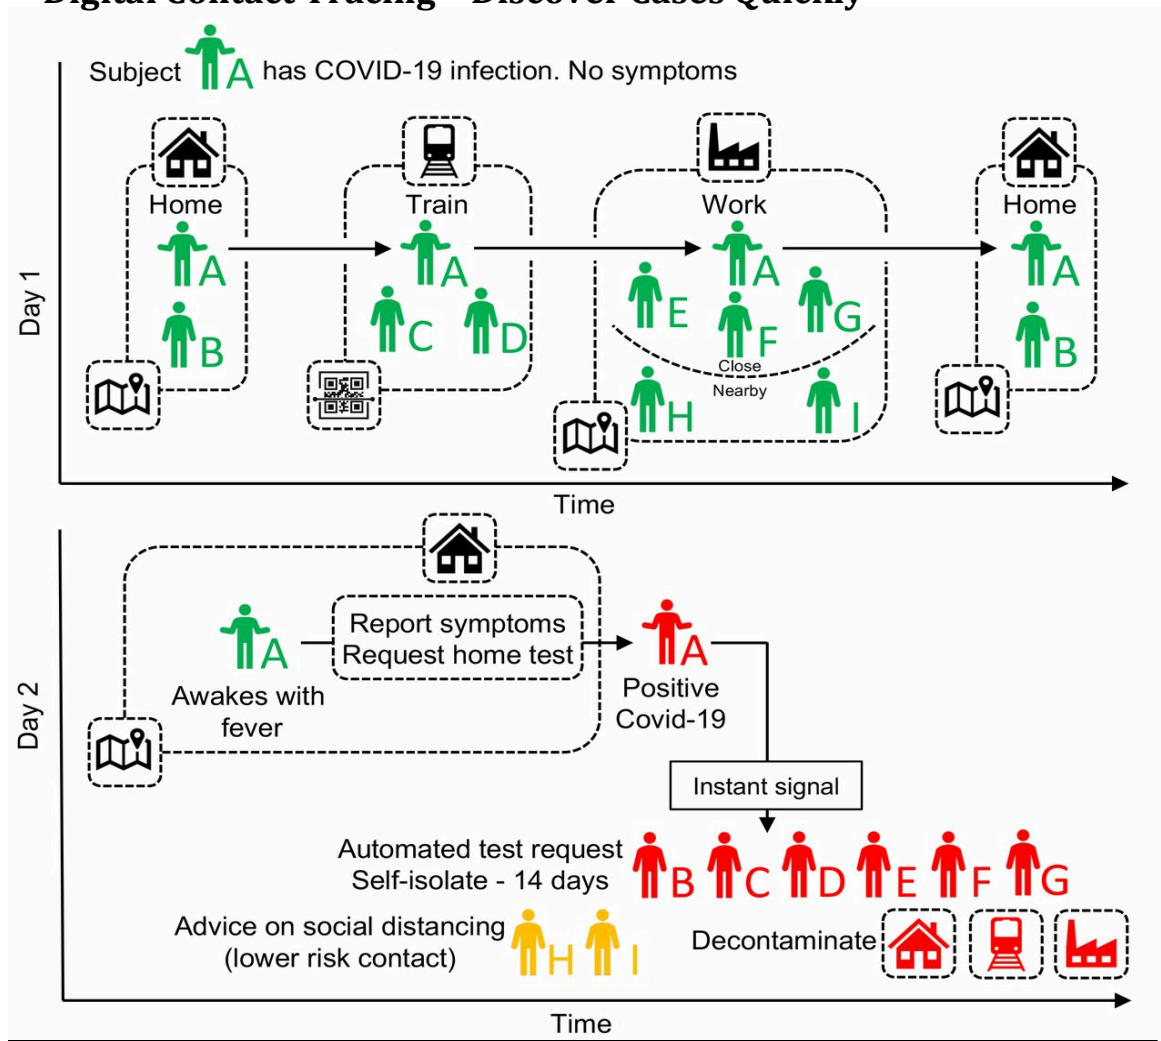 Digital Contact Tracing - Discover Cases Quickly
Subject A has COVID-19 infection. No symptoms
Home
Train
Work
Home
A
A
A
A
B
C
D
E
F
G
B
Close
Nearby
H
I
Day 1
Time
Report symptoms
Request home test
A
A
Awakes with
fever
Positive
Covid-19
Day 2
Instant signal
Automated test request
Self-isolate - 14 days
B C D E F G
Advice on social distancing
(lower risk contact)
H I
Decontaminate
Time